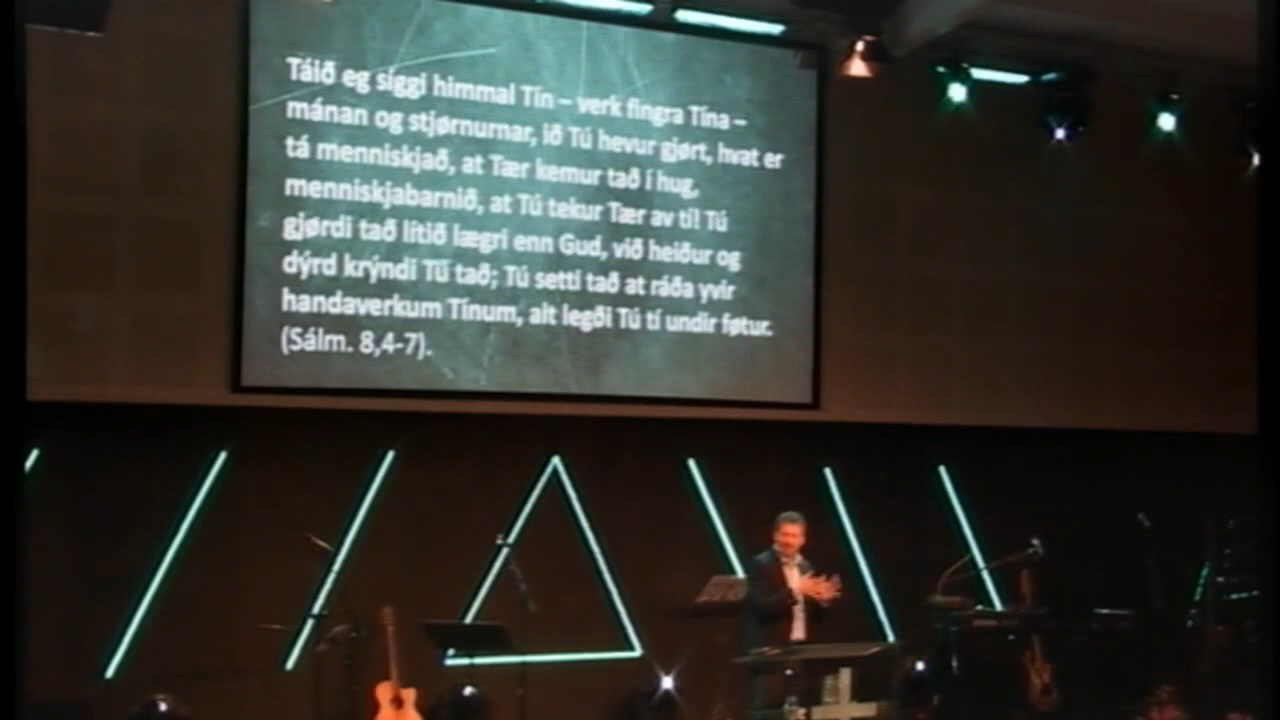 Táið eg síggi himmal Tín – verk fingra Tína –
mánan og stjørnurnar, ið Tú hevur gjørt, hvat er
tá menniskjað, at Tær kemur tað í hug,
menniskjabarnið, at Tú tekur Tær av tí! Tú
gjørdi tað lítið lægri enn Gud, við heiður og
dýrd krýndi Tú tað; Tú setti tað at ráða yvir
handaverkum Tínum, alt legði Tú tí undir føtur.
(Sálm. 8,4-7).